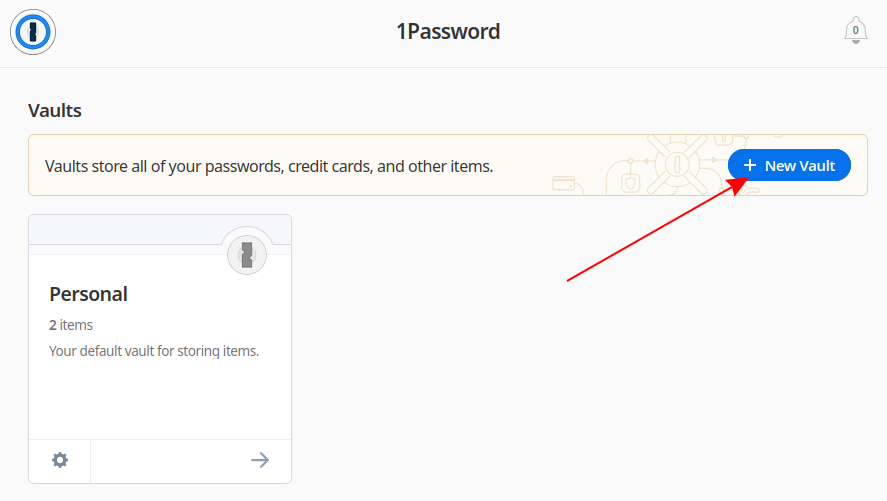 1Password
0
Vaults
Vaults store all of your passwords, credit cards, and other items.
+ New Vault
Personal
2 items
Your default vault for storing items.